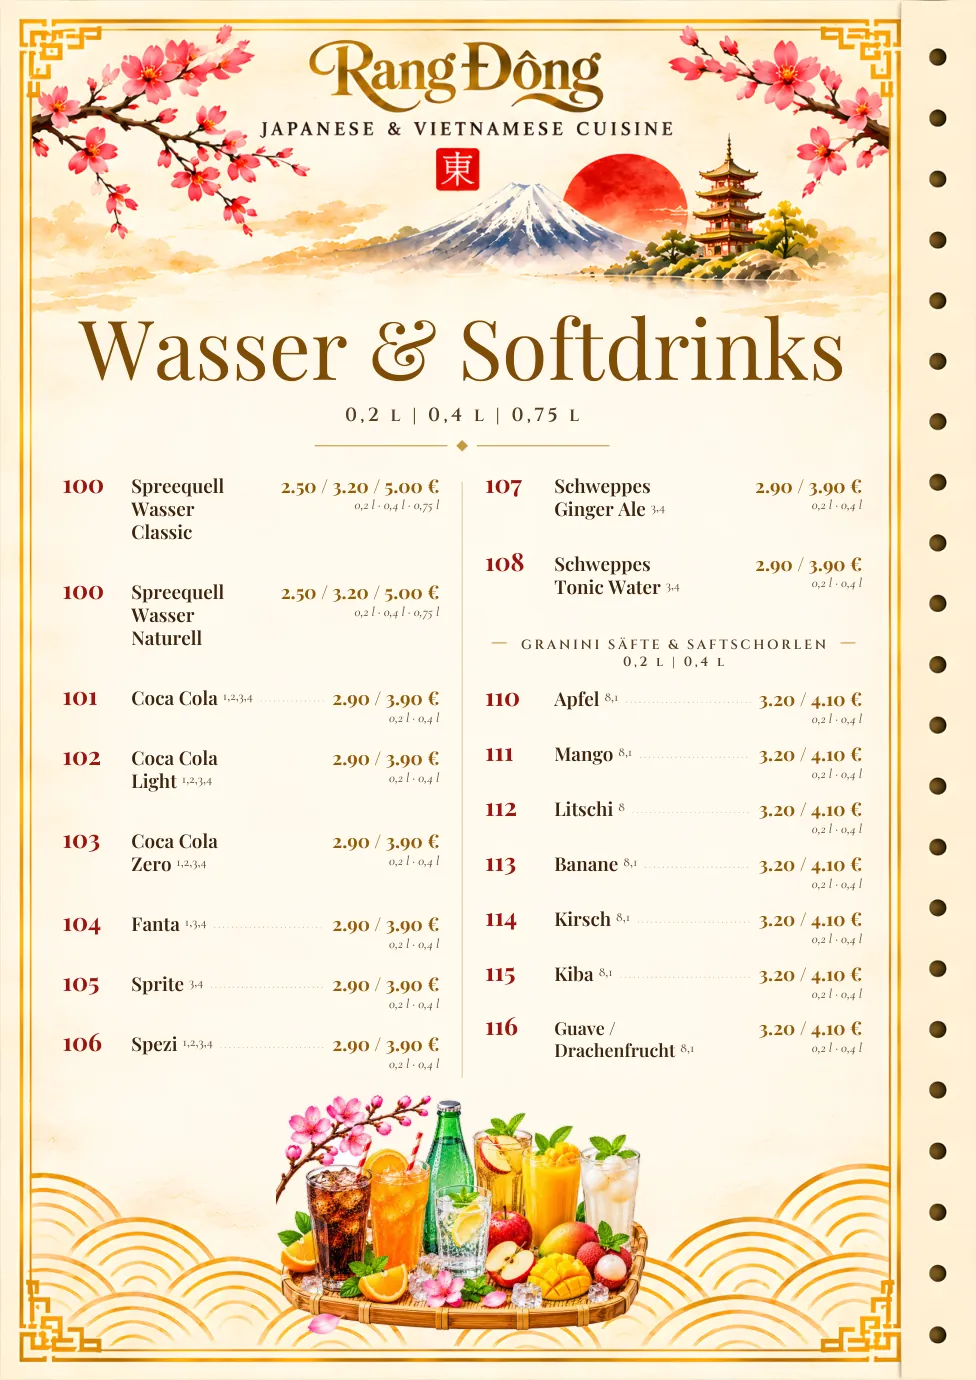 Rang Đông
JAPANESE & VIETNAMESE CUISINE
東
Wasser & Softdrinks
0,2 L | 0,4 L | 0,75 L
100 Spreequell 2.50 / 3.20 / 5.00 €
Wasser 0,2 l · 0,4 l · 0,75 l
Classic
100 Spreequell 2.50 / 3.20 / 5.00 €
Wasser 0,2 l · 0,4 l · 0,75 l
Naturell
101 Coca Cola 1,2,3,4 2.90 / 3.90 €
0,2 l · 0,4 l
102 Coca Cola 2.90 / 3.90 €
Light 1,2,3,4 0,2 l · 0,4 l
103 Coca Cola 2.90 / 3.90 €
Zero 1,2,3,4 0,2 l · 0,4 l
104 Fanta 1,3,4 2.90 / 3.90 €
0,2 l · 0,4 l
105 Sprite 3,4 2.90 / 3.90 €
0,2 l · 0,4 l
106 Spezi 1,2,3,4 2.90 / 3.90 €
0,2 l · 0,4 l
107 Schweppes 2.90 / 3.90 €
Ginger Ale 3,4 0,2 l · 0,4 l
108 Schweppes 2.90 / 3.90 €
Tonic Water 3,4 0,2 l · 0,4 l
GRANINI SÄFTE & SAFTSCHORLEN
0,2 L | 0,4 L
110 Apfel 8,1 3.20 / 4.10 €
0,2 l · 0,4 l
111 Mango 8,1 3.20 / 4.10 €
0,2 l · 0,4 l
112 Litschi 8 3.20 / 4.10 €
0,2 l · 0,4 l
113 Banane 8,1 3.20 / 4.10 €
0,2 l · 0,4 l
114 Kirsch 8,1 3.20 / 4.10 €
0,2 l · 0,4 l
115 Kiba 8,1 3.20 / 4.10 €
0,2 l · 0,4 l
116 Guave / 3.20 / 4.10 €
Drachenfrucht 8,1 0,2 l · 0,4 l